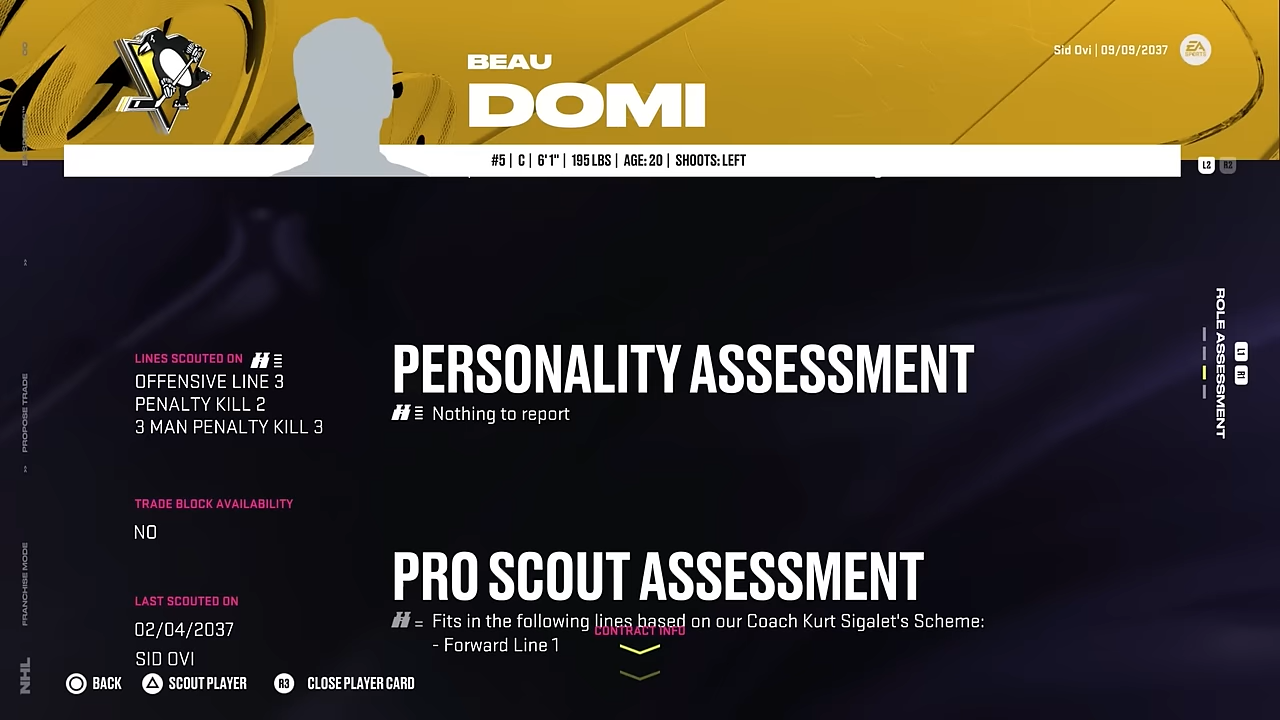 BEAU
DOMI
Sid Ovi | 09/09/2037
EA
SPORTS
#5 | C | 6'1" | 195 LBS | AGE: 20 | SHOOTS: LEFT
L2 R2
ROLE ASSESSMENT
L1 R1
LINES SCOUTED ON
OFFENSIVE LINE 3
PENALTY KILL 2
3 MAN PENALTY KILL 3
TRADE BLOCK AVAILABILITY
NO
LAST SCOUTED ON
02/04/2037
SID OVI
PERSONALITY ASSESSMENT
Nothing to report
PRO SCOUT ASSESSMENT
Fits in the following lines based on our Coach Kurt Sigalet's Scheme:
- Forward Line 1
CONTRACT INFO
BACK
SCOUT PLAYER
R3 CLOSE PLAYER CARD
NHL
FRANCHISE MODE
PROPOSE TRADE